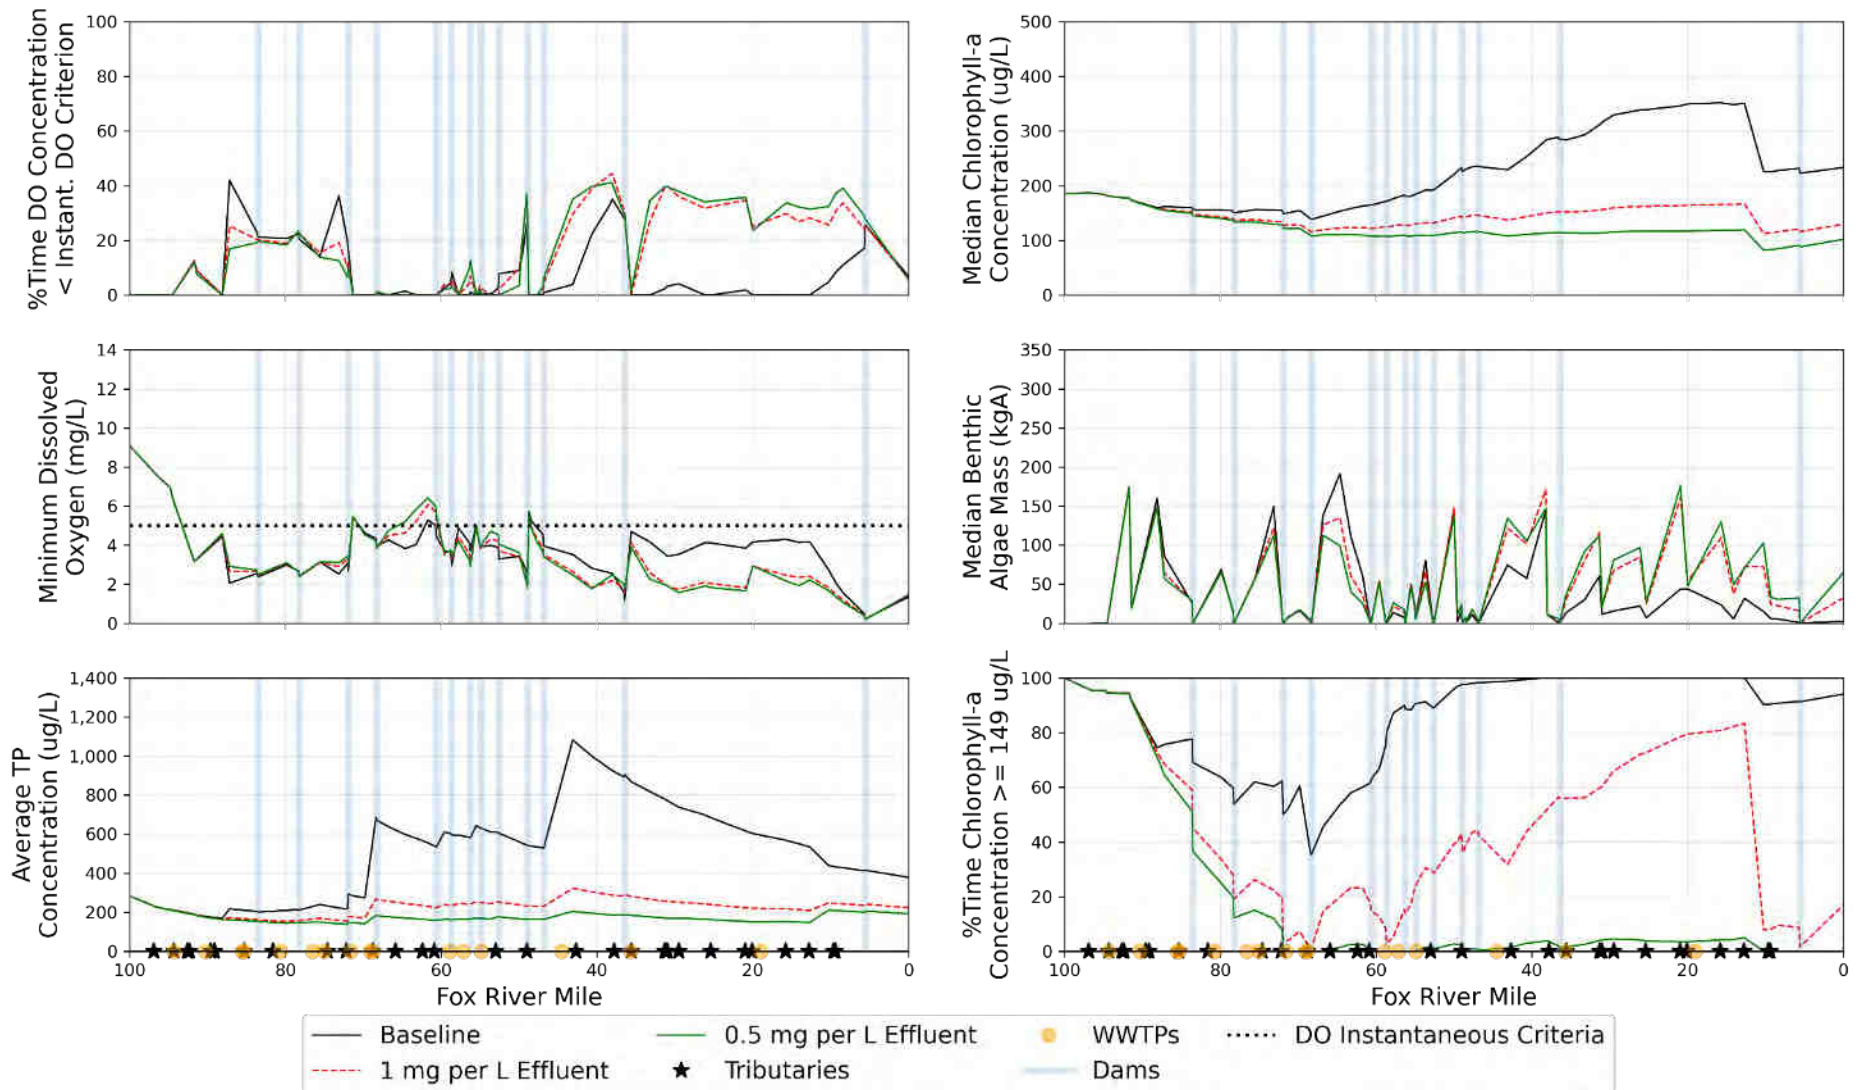 %Time DO Concentration
< Instant. DO Criterion
100
80
60
40
20
0
Median Chlorophyll-a
Concentration (ug/L)
500
400
300
200
100
0
80
60
40
20
0
Minimum Dissolved
Oxygen (mg/L)
14
12
10
8
6
4
2
0
Median Benthic
Algae Mass (kgA)
350
300
250
200
150
100
50
0
Average TP
Concentration (ug/L)
1,400
1,200
1,000
800
600
400
200
0
100 80 60 40 20 0
Fox River Mile
%Time Chlorophyll-a
Concentration >= 149 ug/L
100
80
60
40
20
0
100 80 60 40 20 0
Fox River Mile
Baseline
0.5 mg per L Effluent
WWTPs
DO Instantaneous Criteria
1 mg per L Effluent
Tributaries
Dams